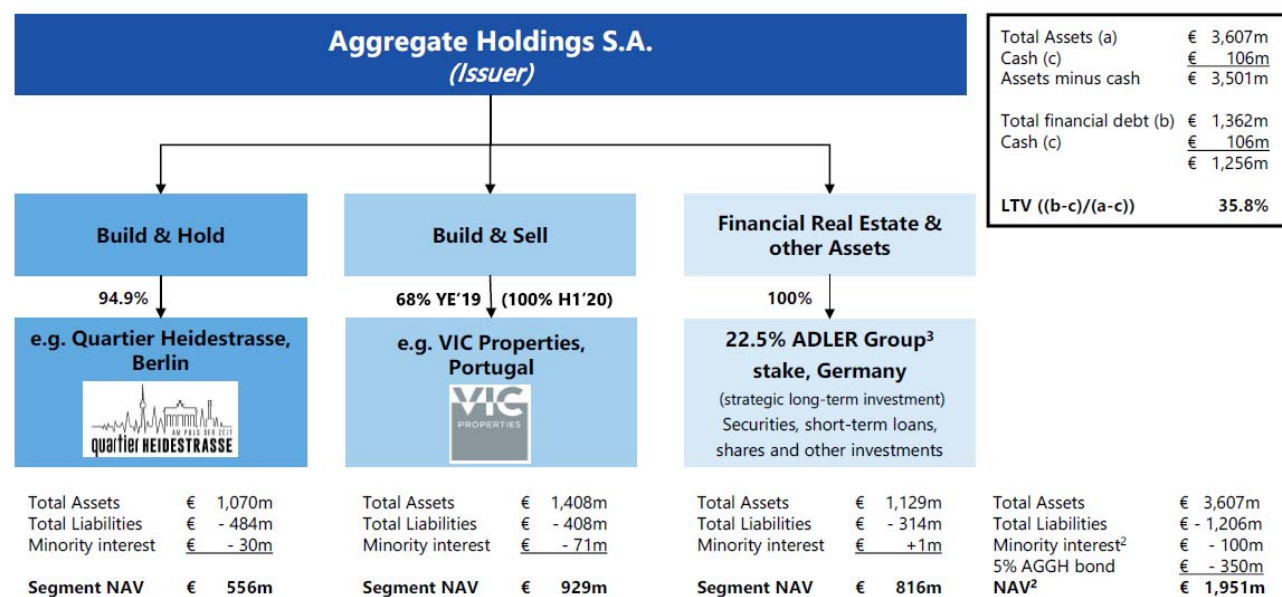 Aggregate Holdings S.A.
(Issuer)
Total Assets (a) € 3,607m
Cash (c) € 106m
Assets minus cash € 3,501m
Total financial debt (b) € 1,362m
Cash (c) € 106m
€ 1,256m
LTV ((b-c)/(a-c)) 35.8%
Build & Hold
Build & Sell
Financial Real Estate &
other Assets
94.9%
68% YE'19 (100% H1'20)
100%
e.g. Quartier Heidestrasse,
Berlin
AM PULS DER ZEIT
quartier HEIDESTRASSE
e.g. VIC Properties,
Portugal
VIC
PROPERTIES
22.5% ADLER Group³
stake, Germany
(strategic long-term investment)
Securities, short-term loans,
shares and other investments
Total Assets € 1,070m
Total Liabilities € - 484m
Minority interest € - 30m
Segment NAV € 556m
Total Assets € 1,408m
Total Liabilities € - 408m
Minority interest € - 71m
Segment NAV € 929m
Total Assets € 1,129m
Total Liabilities € - 314m
Minority interest € +1m
Segment NAV € 816m
Total Assets € 3,607m
Total Liabilities € - 1,206m
Minority interest² € - 100m
5% AGGH bond € - 350m
NAV² € 1,951m